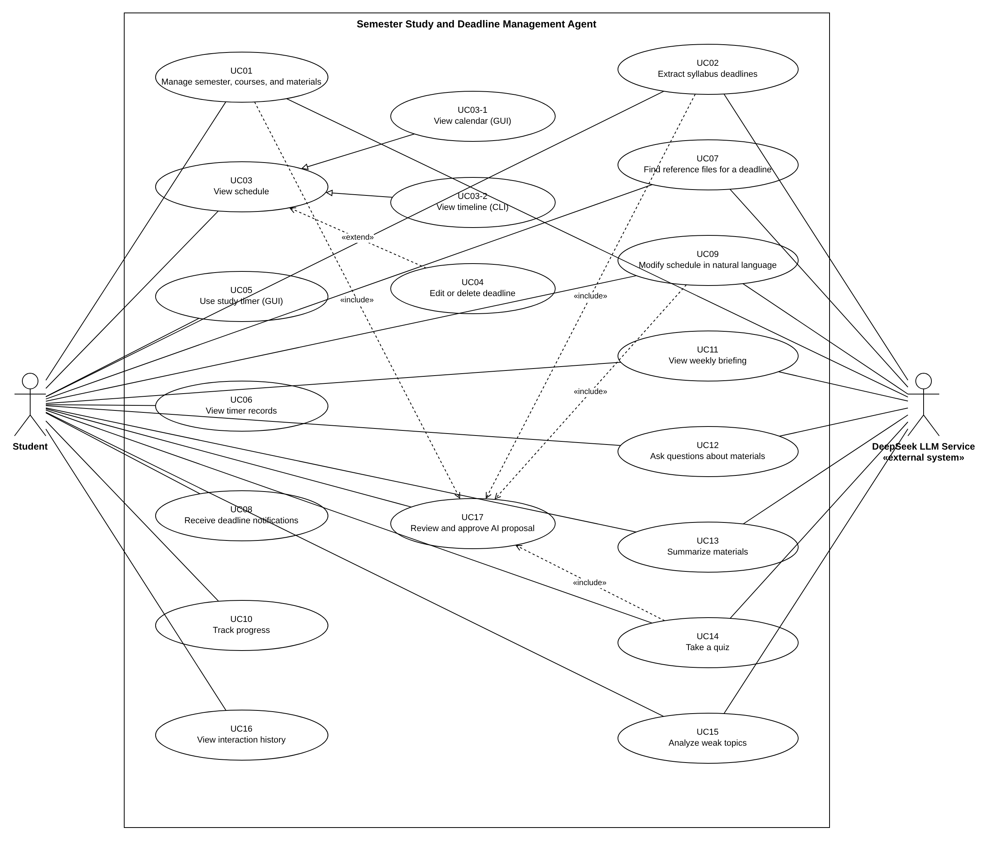 Semester Study and Deadline Management Agent
UC01
Manage semester, courses, and materials
UC02
Extract syllabus deadlines
UC03-1
View calendar (GUI)
UC07
Find reference files for a deadline
UC03
View schedule
UC03-2
View timeline (CLI)
«extend»
UC09
Modify schedule in natural language
UC05
Use study timer (GUI)
UC04
Edit or delete deadline
«include»
«include»
UC11
View weekly briefing
«include»
UC06
View timer records
Student
UC12
Ask questions about materials
DeepSeek LLM Service
«external system»
UC08
Receive deadline notifications
UC17
Review and approve AI proposal
UC13
Summarize materials
«include»
UC10
Track progress
UC14
Take a quiz
UC16
View interaction history
UC15
Analyze weak topics